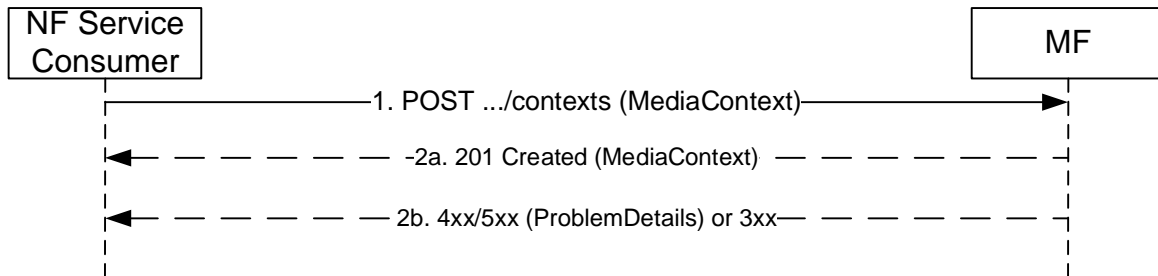 NF Service
Consumer
MF
1. POST .../contexts (MediaContext)
2a. 201 Created (MediaContext)
2b. 4xx/5xx (ProblemDetails) or 3xx